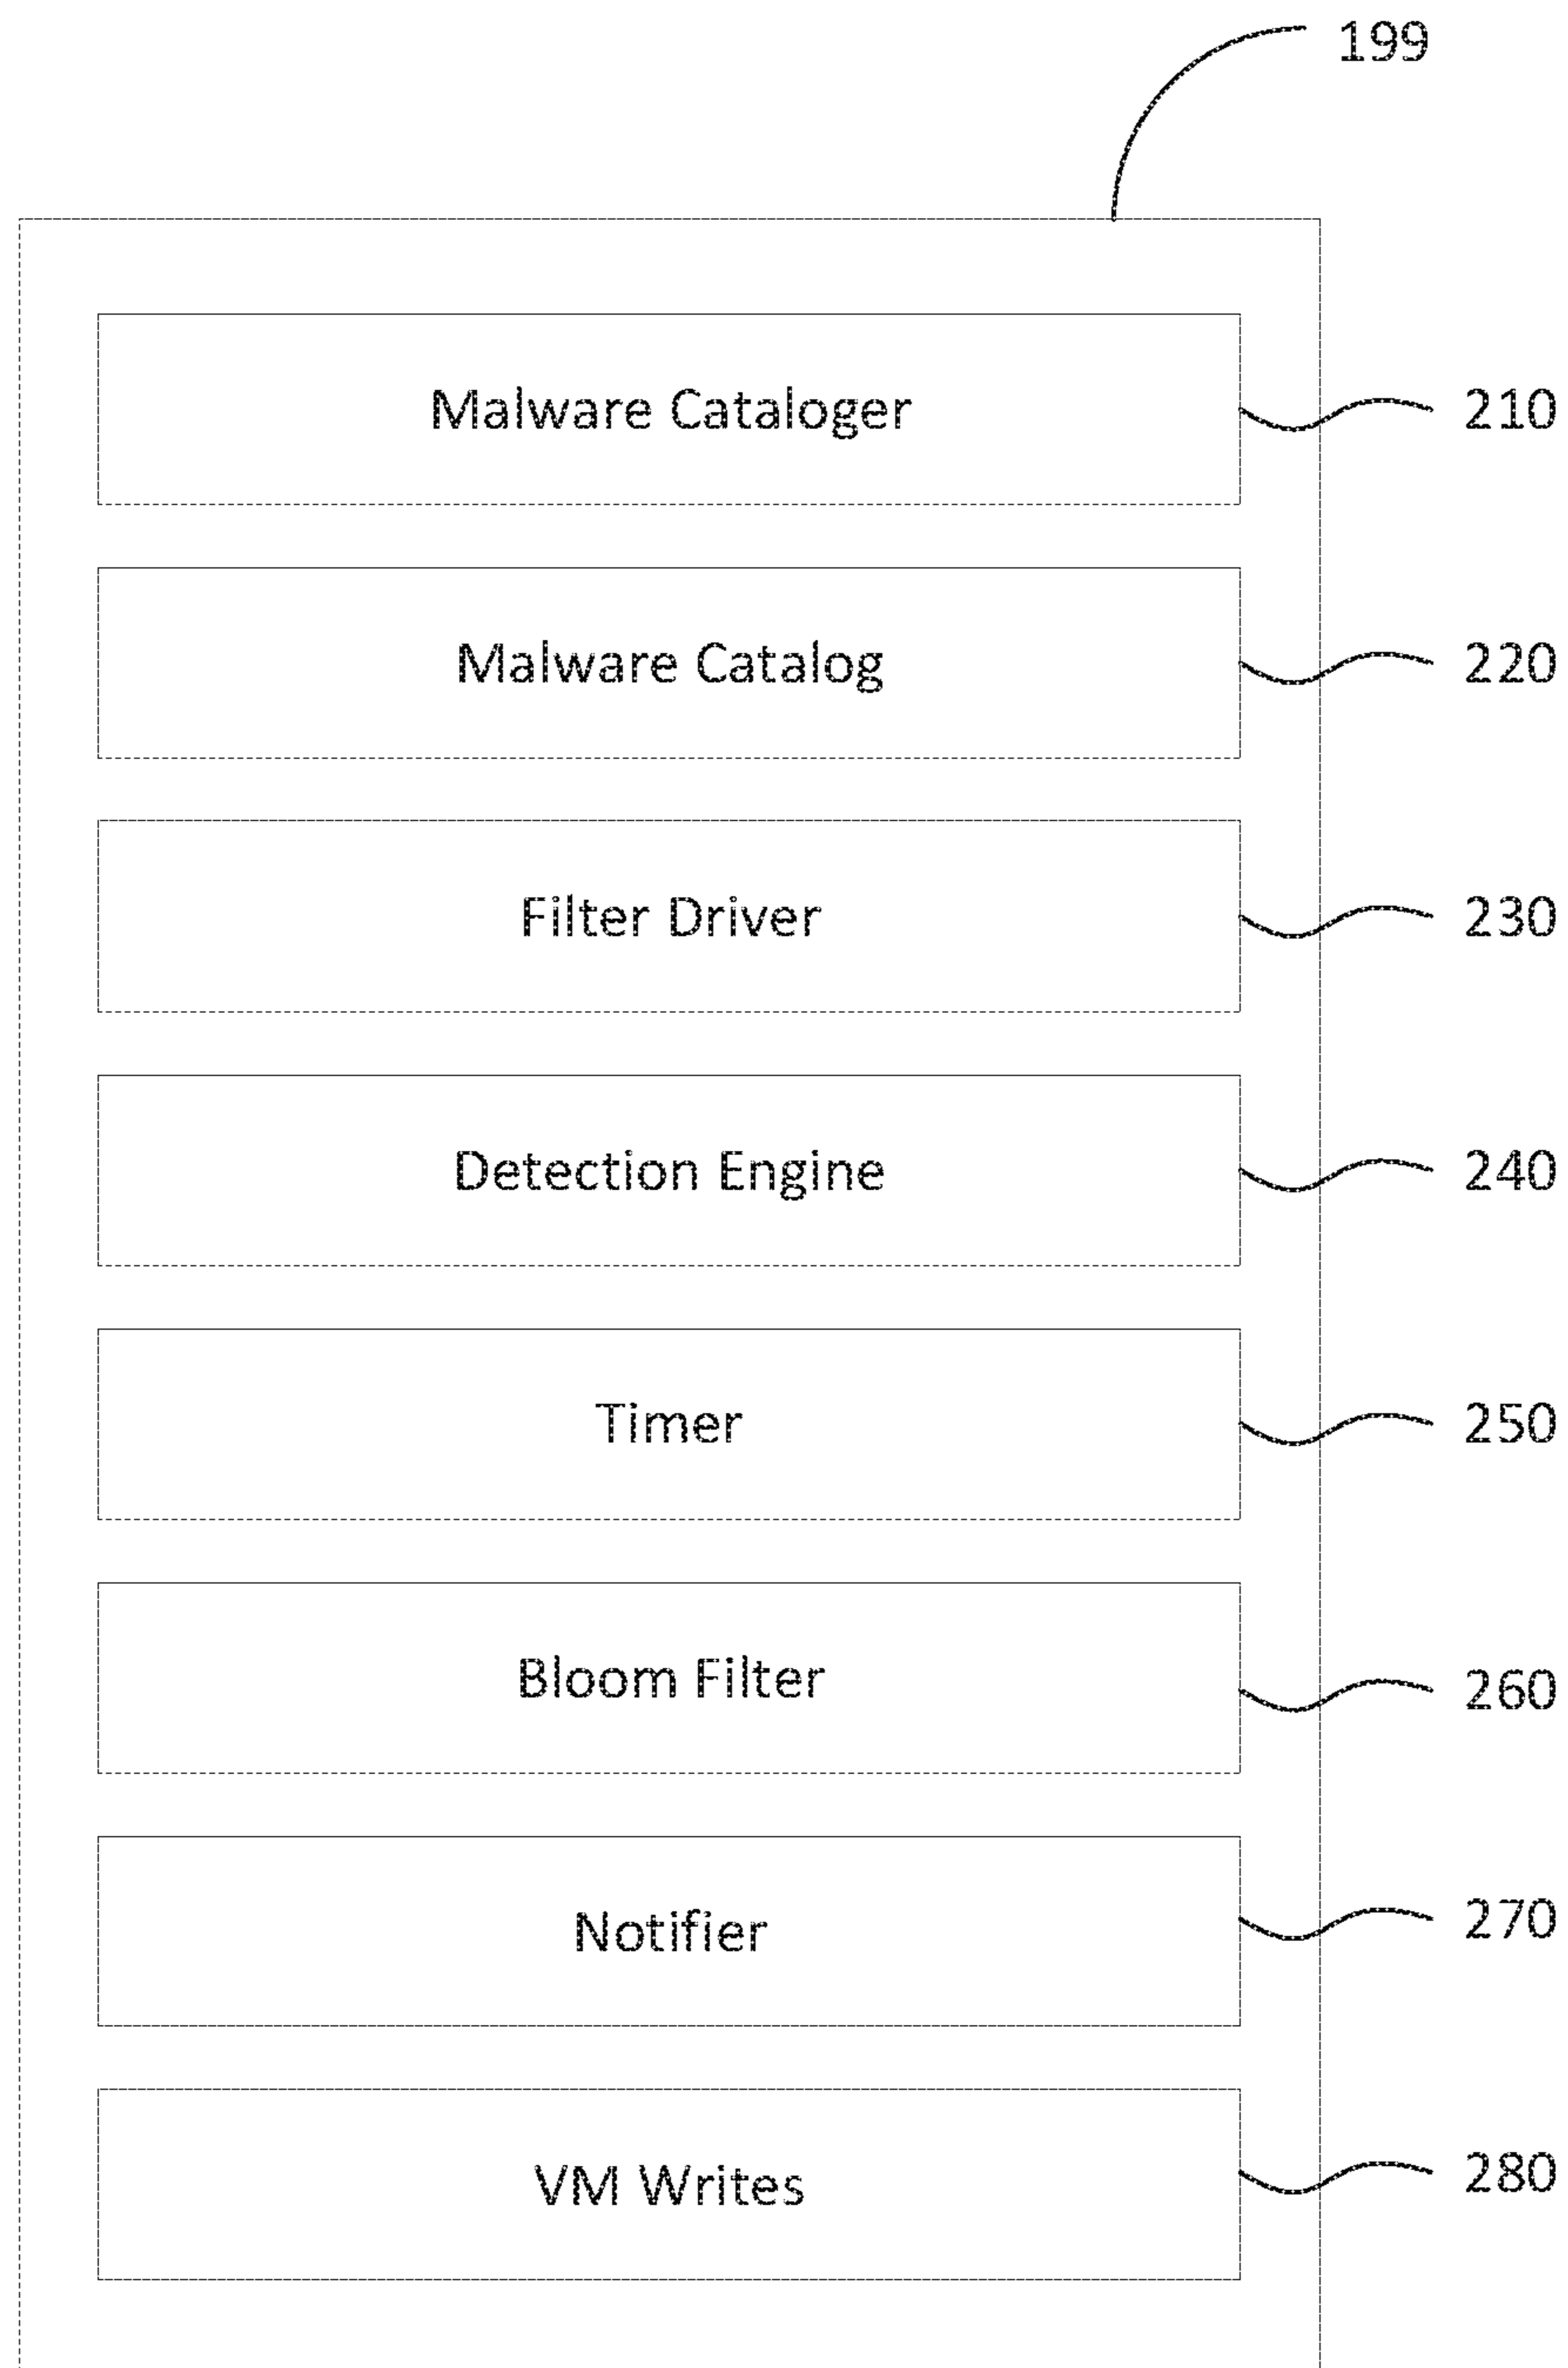 199
Malware Cataloger 210
Malware Catalog 220
Filter Driver 230
Detection Engine 240
Timer 250
Bloom Filter 260
Notifier 270
VM Writes 280